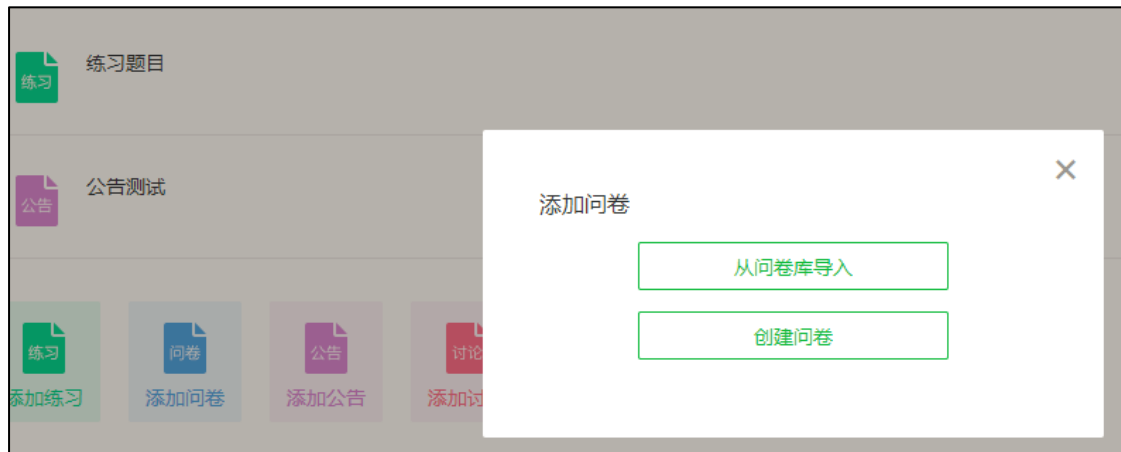 练习
练习题目
公告
公告测试
添加问卷
从问卷库导入
创建问卷
练习
问卷
公告
讨论
添加练习
添加问卷
添加公告
添加讨